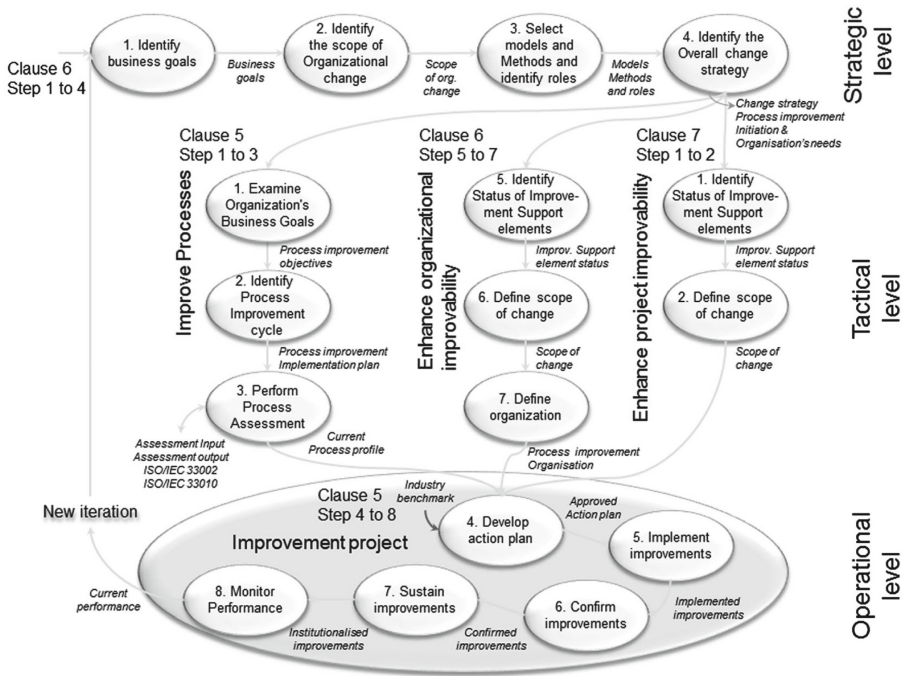 Clause 6
Step 1 to 4
1. Identify
business goals
Business
goals
2. Identify
the scope of
Organizational
change
Scope
of org.
change
3. Select
models and
Methods and
identify roles
Models
Methods
and roles
4. Identify the
Overall change
strategy
Strategic
level
Change strategy
Process improvement
Initiation &
Organisation's needs
Clause 5
Step 1 to 3
Improve Processes
1. Examine
Organization's
Business Goals
Process improvement
objectives
2. Identify
Process
Improvement
cycle
Process improvement
Implementation plan
3. Perform
Process
Assessment
Assessment Input
Assessment output
ISO/IEC 33002
ISO/IEC 33010
Current
Process profile
Clause 6
Step 5 to 7
Enhance organizational
improvability
5. Identify
Status of Improve-
ment Support
elements
Improv. Support
element status
6. Define scope
of change
Scope of
change
7. Define
organization
Process improvement
Organisation
Clause 7
Step 1 to 2
Enhance project improvability
1. Identify
Status of Improve-
ment Support
elements
Improv. Support
element status
2. Define scope
of change
Scope of
change
Tactical
level
New iteration
Clause 5
Step 4 to 8
Improvement project
Industry
benchmark
4. Develop
action plan
Approved
Action plan
5. Implement
improvements
Implemented
improvements
6. Confirm
improvements
Confirmed
improvements
7. Sustain
improvements
Institutionalised
improvements
8. Monitor
Performance
Current
performance
Operational
level